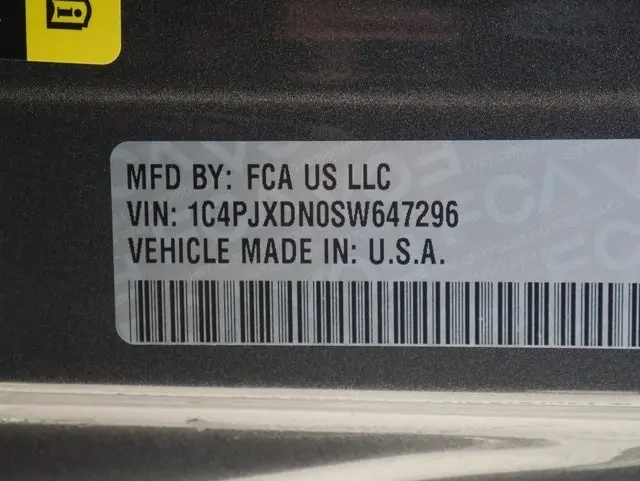 MFD BY: FCA US LLC
VIN: 1C4PJXDN0SW647296
VEHICLE MADE IN: U.S.A.